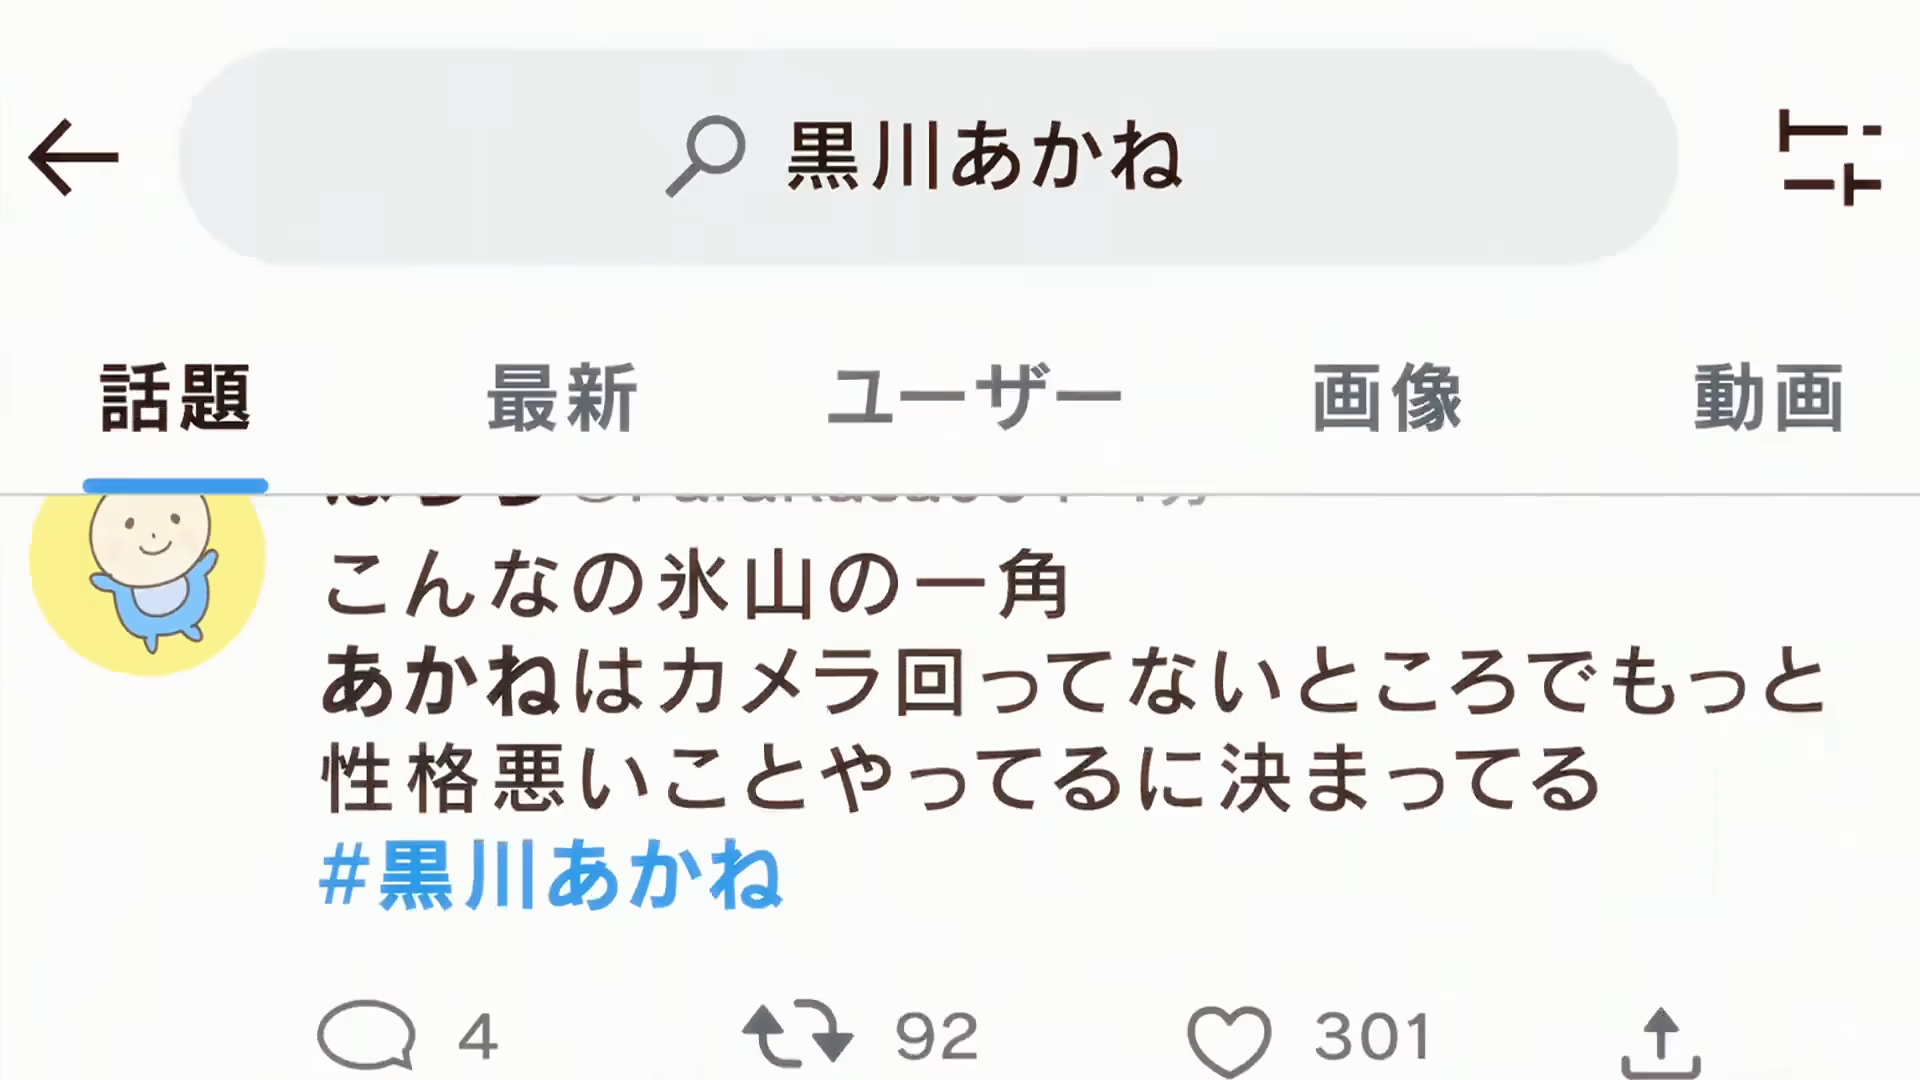 黒川あかね
話題 最新 ユーザー 画像 動画
こんなの氷山の一角
あかねはカメラ回ってないところでもっと
性格悪いことやってるに決まってる
#黒川あかね
4 92 301